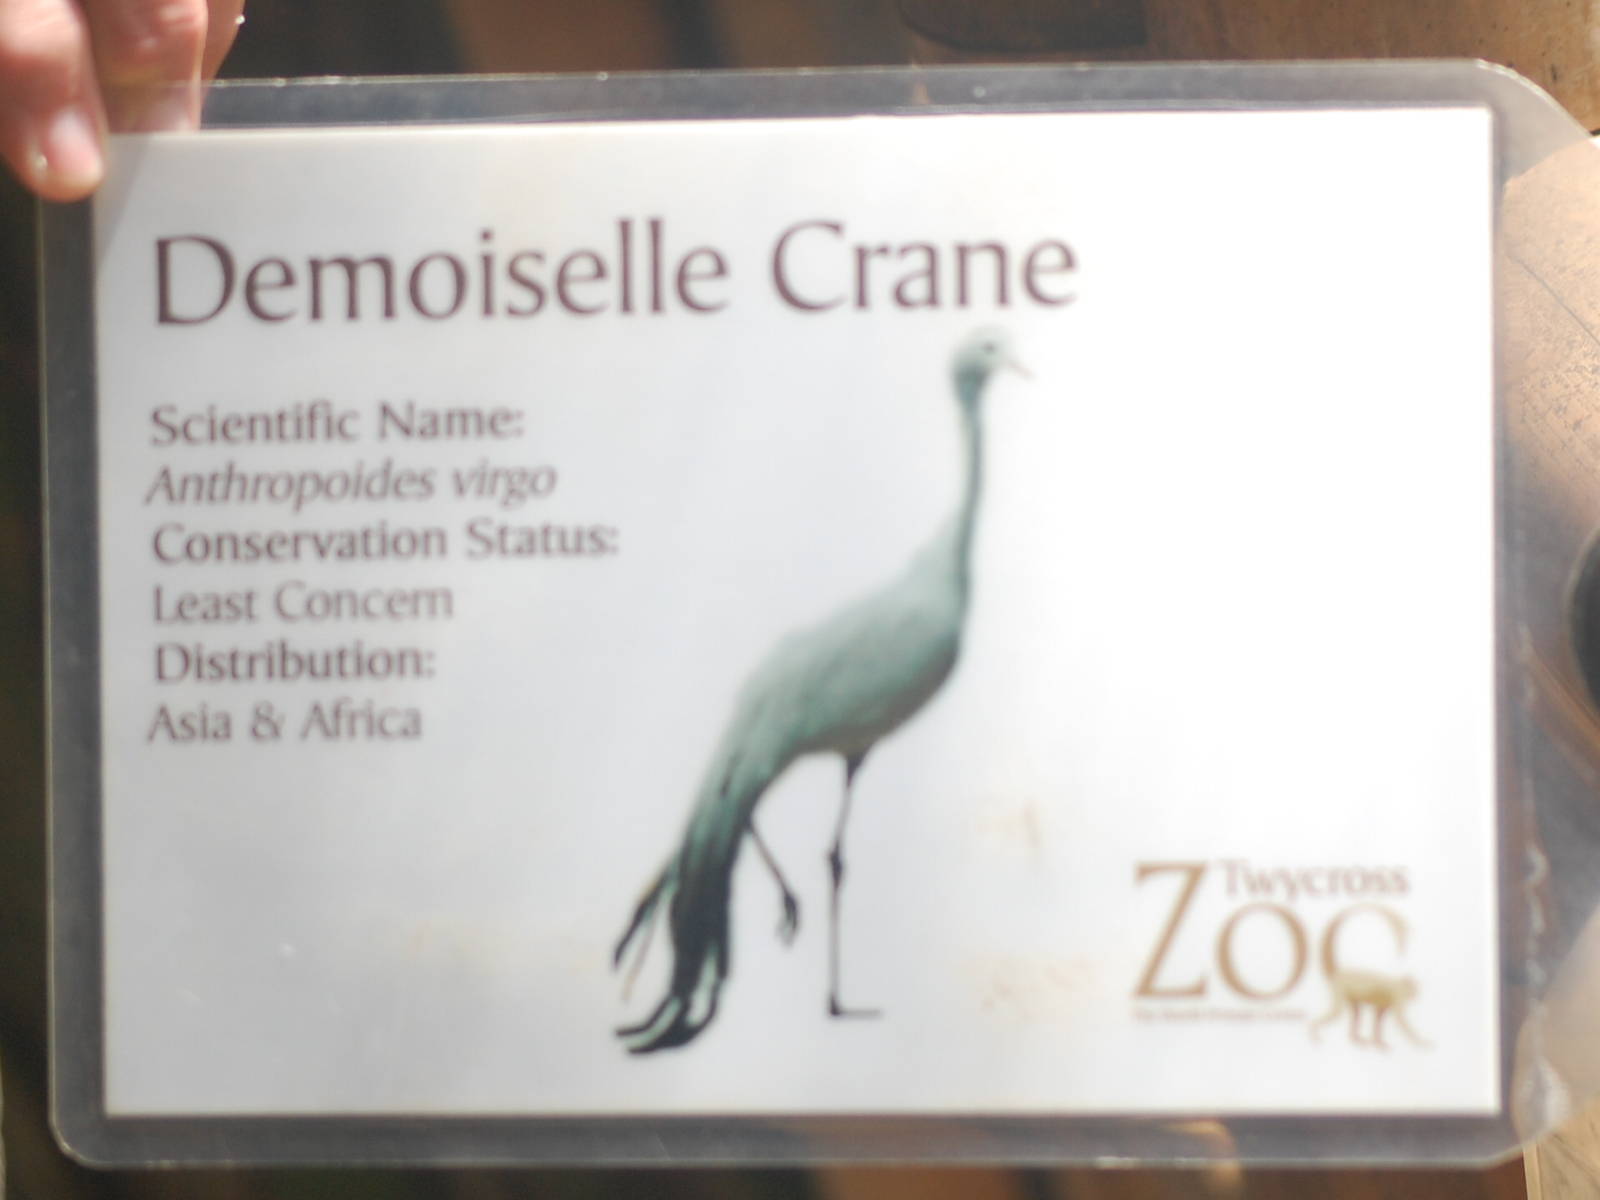 Demoiselle Crane
Scientific Name:
Anthropoides virgo
Conservation Status:
Least Concern
Distribution:
Asia & Africa
Twycross
Zoo